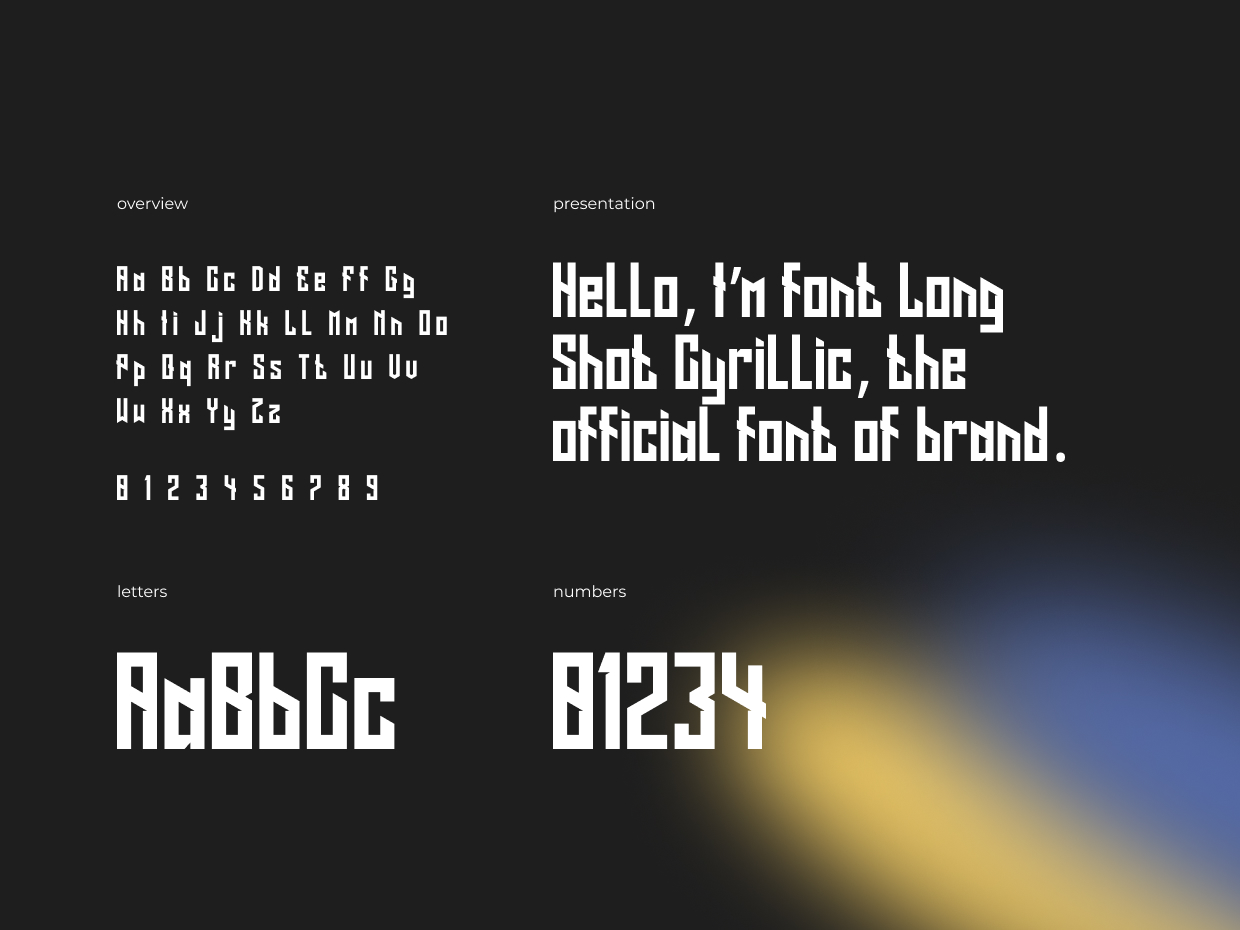 overview
Aa Bb Cc Dd Ee Ff Gg
Hh Ii Jj Kk Ll Mm Nn Oo
Pp Qq Rr Ss Tt Uu Vv
Ww Xx Yy Zz
0 1 2 3 4 5 6 7 8 9
presentation
Hello, I'm Font Long
Shot Cyrillic, the
official font of brand.
letters
AaBbCc
numbers
01234